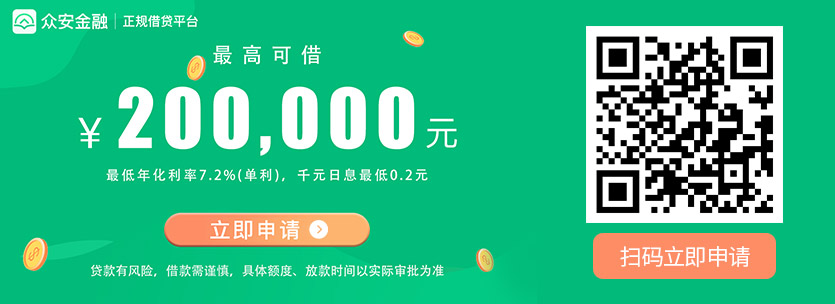 众安金融 | 正规借贷平台
最高可借
¥ 200,000 元
最低年化利率7.2%(单利)，千元日息最低0.2元
立即申请
贷款有风险，借款需谨慎，具体额度、放款时间以实际审批为准
扫码立即申请